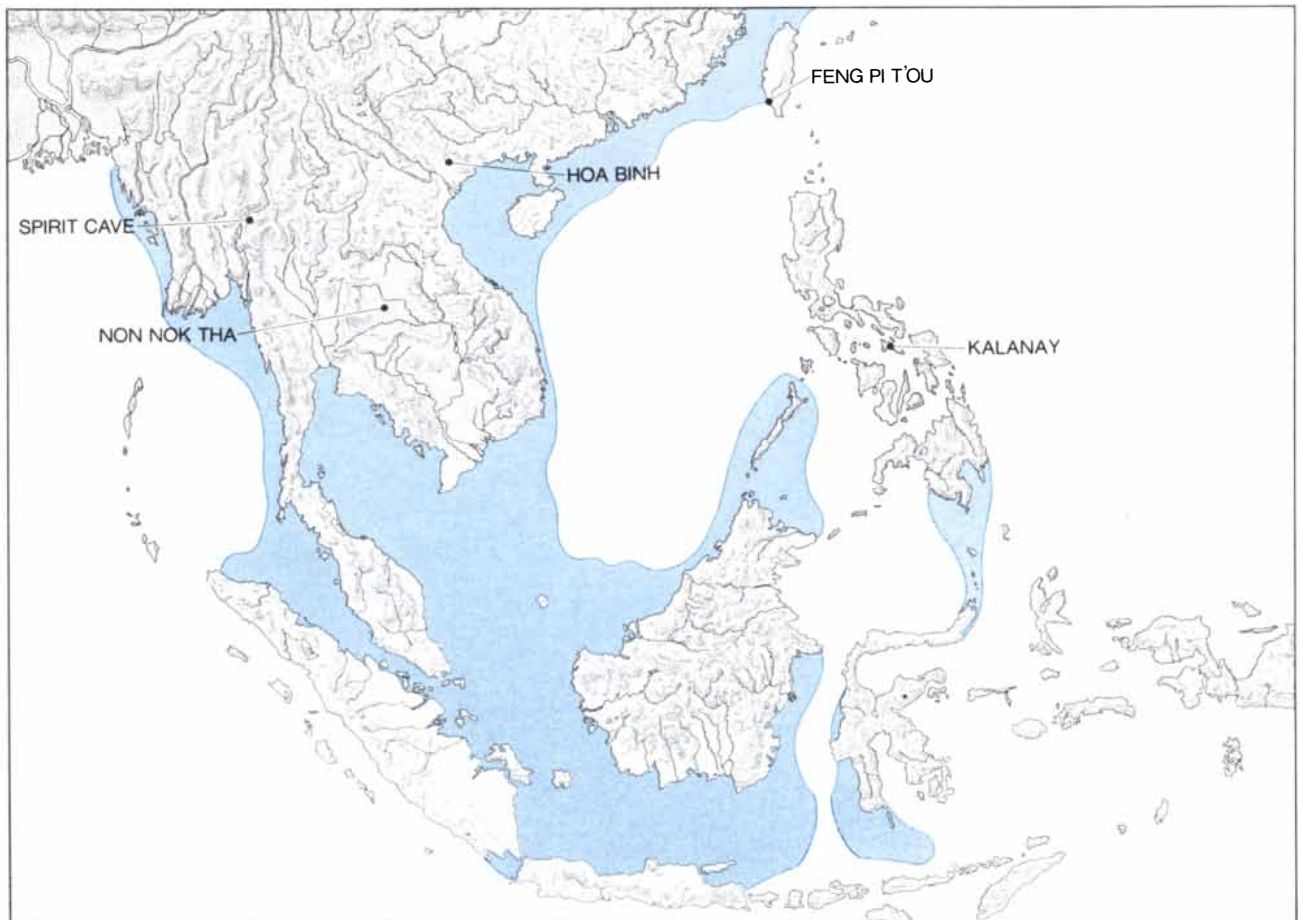 FENG PI T'OU
HOA BINH
SPIRIT CAVE
NON NOK THA
KALANAY